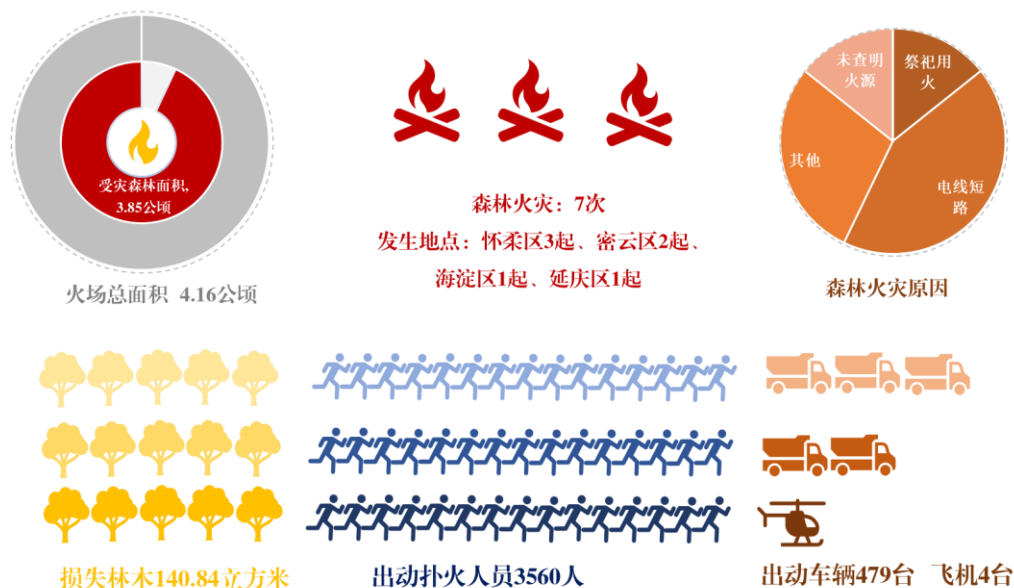 受灾森林面积,
3.85公顷
火场总面积 4.16公顷
森林火灾：7次
发生地点：怀柔区3起、密云区2起、
海淀区1起、延庆区1起
未查明
火源
祭祀用
火
其他
电线短
路
森林火灾原因
损失林木140.84立方米
出动扑火人员3560人
出动车辆479台 飞机4台